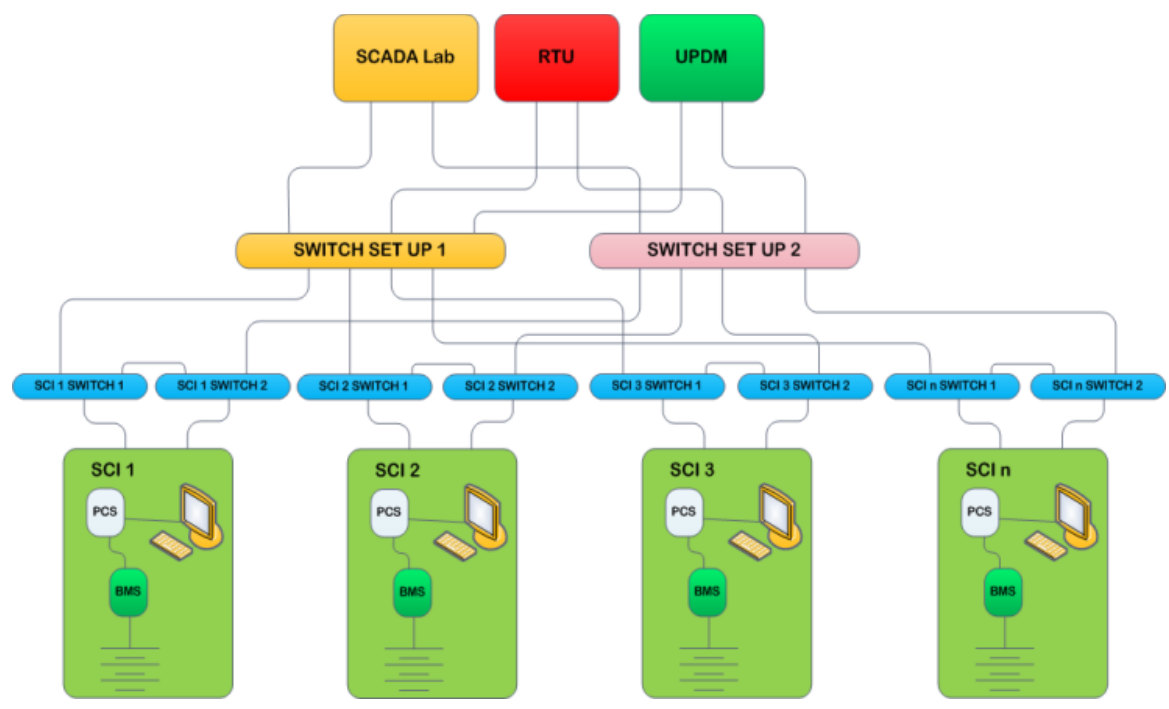 SCADA Lab
RTU
UPDM
SWITCH SET UP 1
SWITCH SET UP 2
SCI 1 SWITCH 1
SCI 1 SWITCH 2
SCI 2 SWITCH 1
SCI 2 SWITCH 2
SCI 3 SWITCH 1
SCI 3 SWITCH 2
SCI n SWITCH 1
SCI n SWITCH 2
SCI 1
PCS
BMS
SCI 2
PCS
BMS
SCI 3
PCS
BMS
SCI n
PCS
BMS